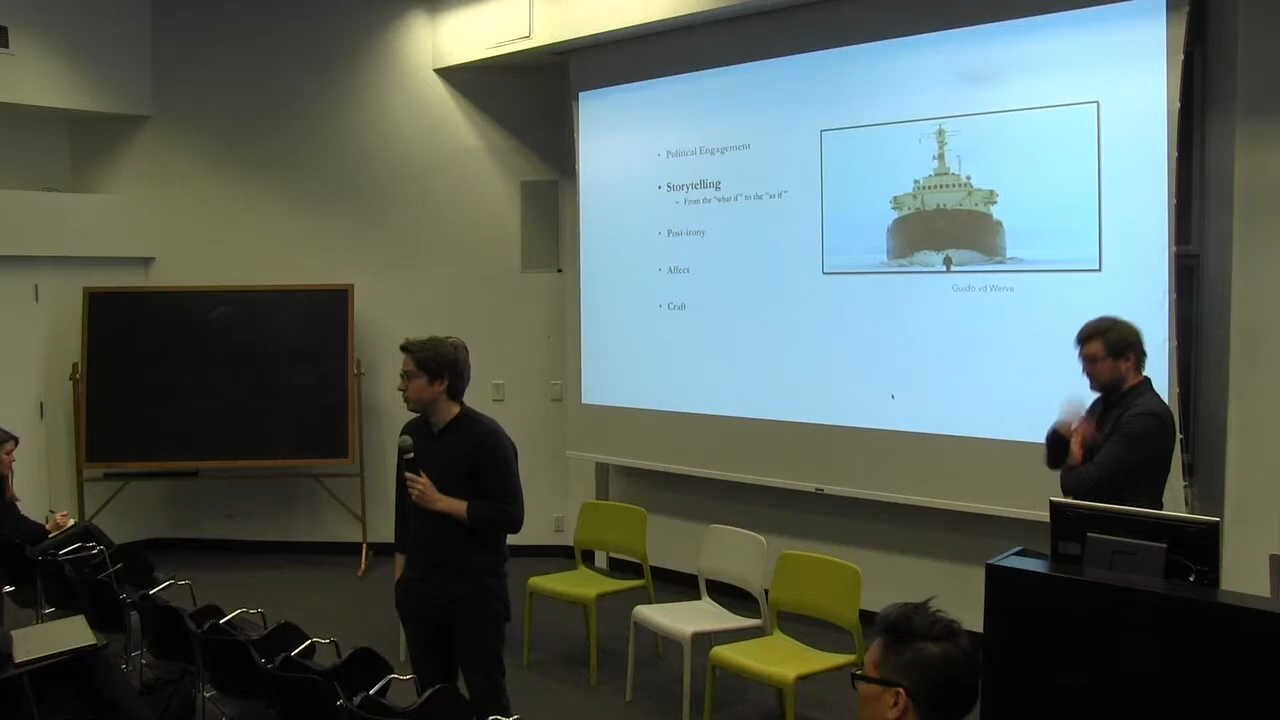 • Political Engagement
• Storytelling
– From the "what if" to the "as if"
• Post-irony
• Affect
• Craft
Guido vd Werve